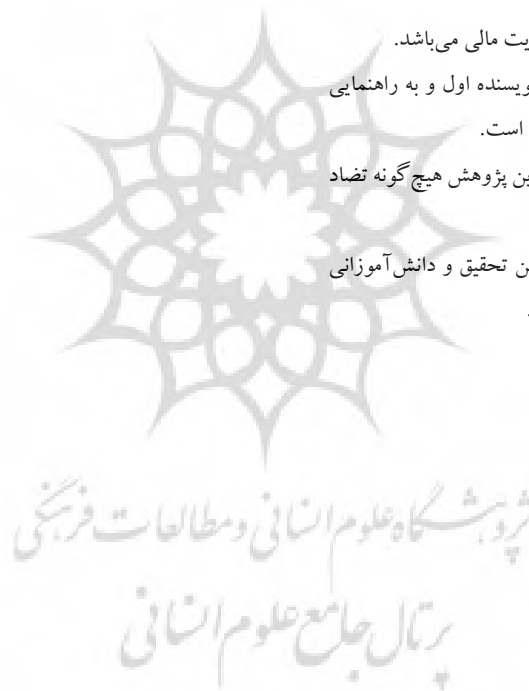 یت مالی می‌باشد.
ویسنده اول و به راهنمایی
است.
ین پژوهش هیچ‌گونه تضاد
ن تحقیق و دانش‌آموزانی
.
پژوهشگاه علوم انسانی و مطالعات فرهنگی
پرتال جامع علوم انسانی